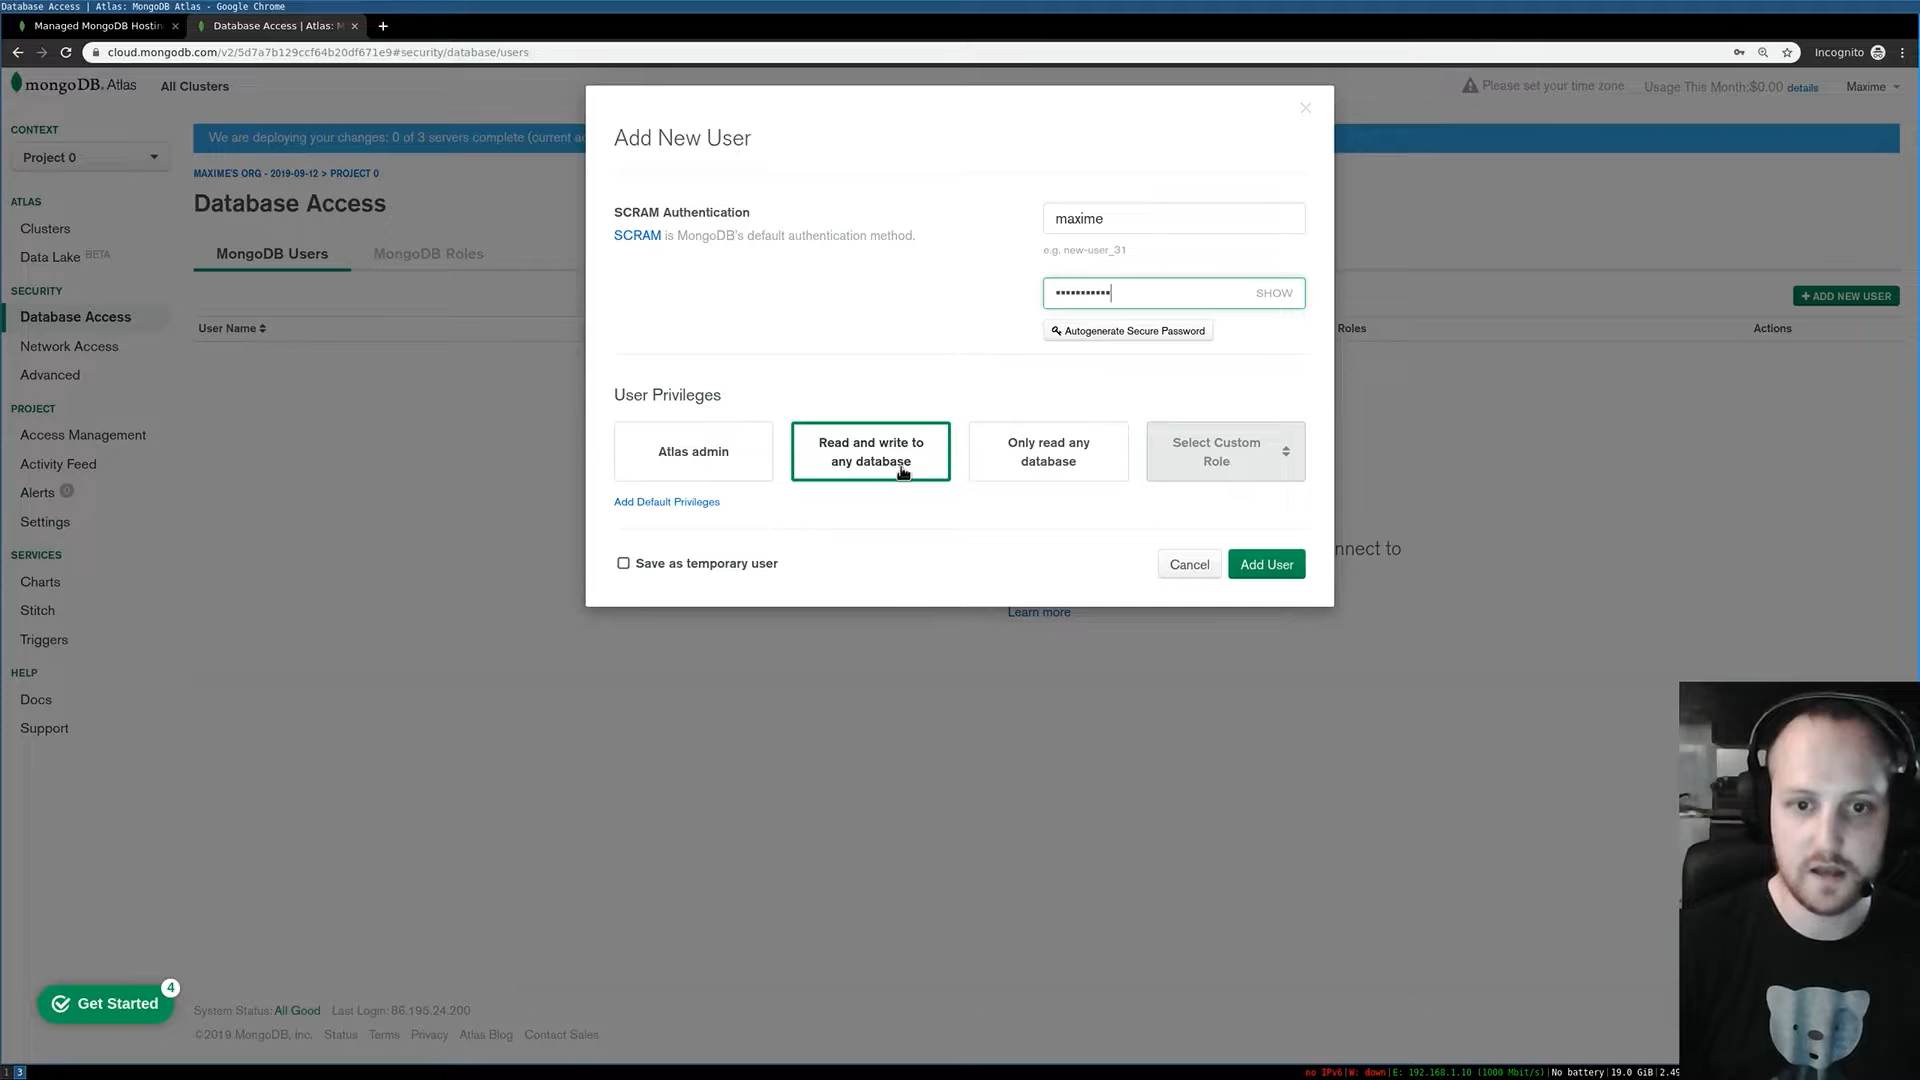 Database Access | Atlas: MongoDB Atlas - Google Chrome
Managed MongoDB Hostin
Database Access | Atlas: M
cloud.mongodb.com/v2/5d7a7b129ccf64b20df671e9#security/database/users
Incognito
mongoDB. Atlas
All Clusters
Please set your time zone
Usage This Month:$0.00 details
Maxime
CONTEXT
Project 0
ATLAS
Clusters
Data Lake BETA
SECURITY
Database Access
Network Access
Advanced
PROJECT
Access Management
Activity Feed
Alerts 0
Settings
SERVICES
Charts
Stitch
Triggers
HELP
Docs
Support
Get Started
4
We are deploying your changes: 0 of 3 servers complete (current
MAXIME'S ORG - 2019-09-12 > PROJECT 0
Database Access
MongoDB Users
MongoDB Roles
+ ADD NEW USER
User Name
Roles
Actions
nnect to
Learn more
Add New User
SCRAM Authentication
SCRAM is MongoDB's default authentication method.
maxime
e.g. new-user_31
•••••••••••
SHOW
Autogenerate Secure Password
User Privileges
Atlas admin
Read and write to
any database
Only read any
database
Select Custom
Role
Add Default Privileges
Save as temporary user
Cancel
Add User
System Status: All Good Last Login: 86.195.24.200
©2019 MongoDB, Inc. Status Terms Privacy Atlas Blog Contact Sales
1 3
no IPv6|W: down|E: 192.168.1.10 (1000 Mbit/s)|No battery|19.0 GiB|2.49